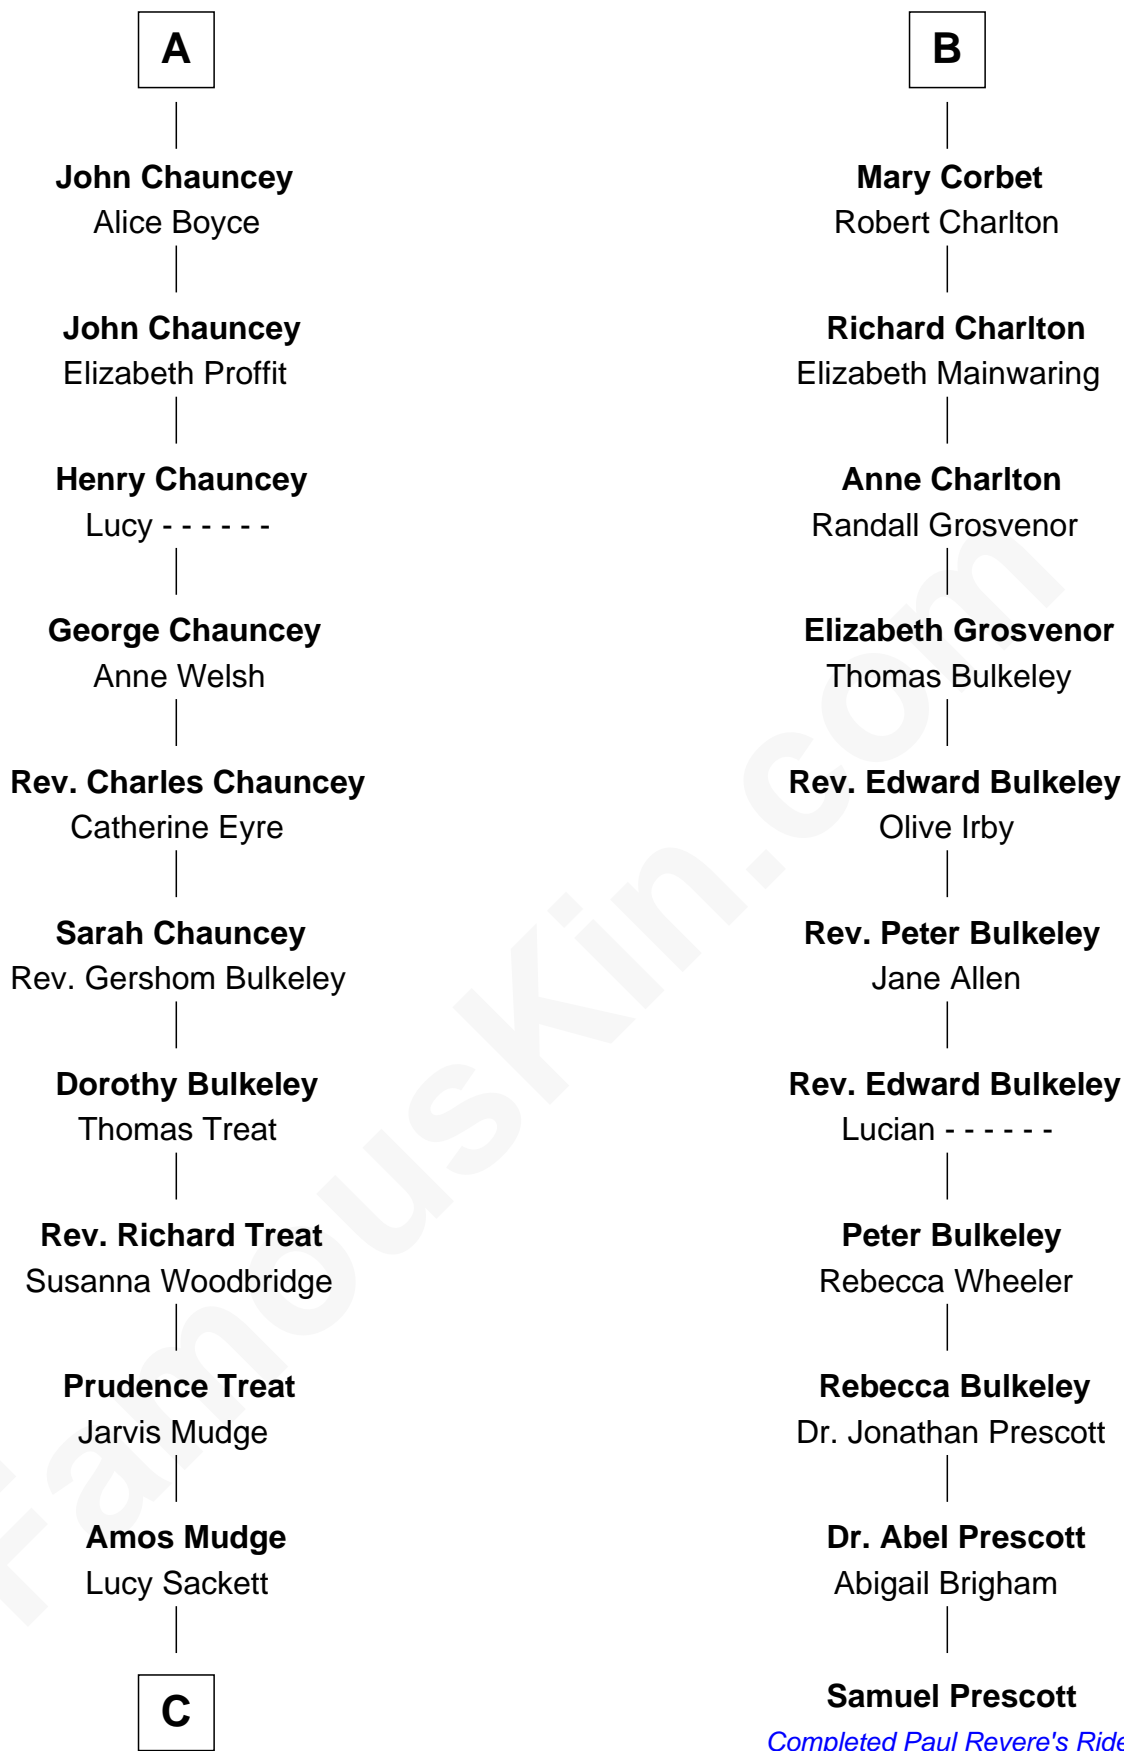 A
John Chauncey
Alice Boyce
John Chauncey
Elizabeth Proffit
Henry Chauncey
Lucy - - - - - -
George Chauncey
Anne Welsh
Rev. Charles Chauncey
Catherine Eyre
Sarah Chauncey
Rev. Gershom Bulkeley
Dorothy Bulkeley
Thomas Treat
Rev. Richard Treat
Susanna Woodbridge
Prudence Treat
Jarvis Mudge
Amos Mudge
Lucy Sackett
C
B
Mary Corbet
Robert Charlton
Richard Charlton
Elizabeth Mainwaring
Anne Charlton
Randall Grosvenor
Elizabeth Grosvenor
Thomas Bulkeley
Rev. Edward Bulkeley
Olive Irby
Rev. Peter Bulkeley
Jane Allen
Rev. Edward Bulkeley
Lucian - - - - - -
Peter Bulkeley
Rebecca Wheeler
Rebecca Bulkeley
Dr. Jonathan Prescott
Dr. Abel Prescott
Abigail Brigham
Samuel Prescott
Completed Paul Revere's Ride
FamousKin.com